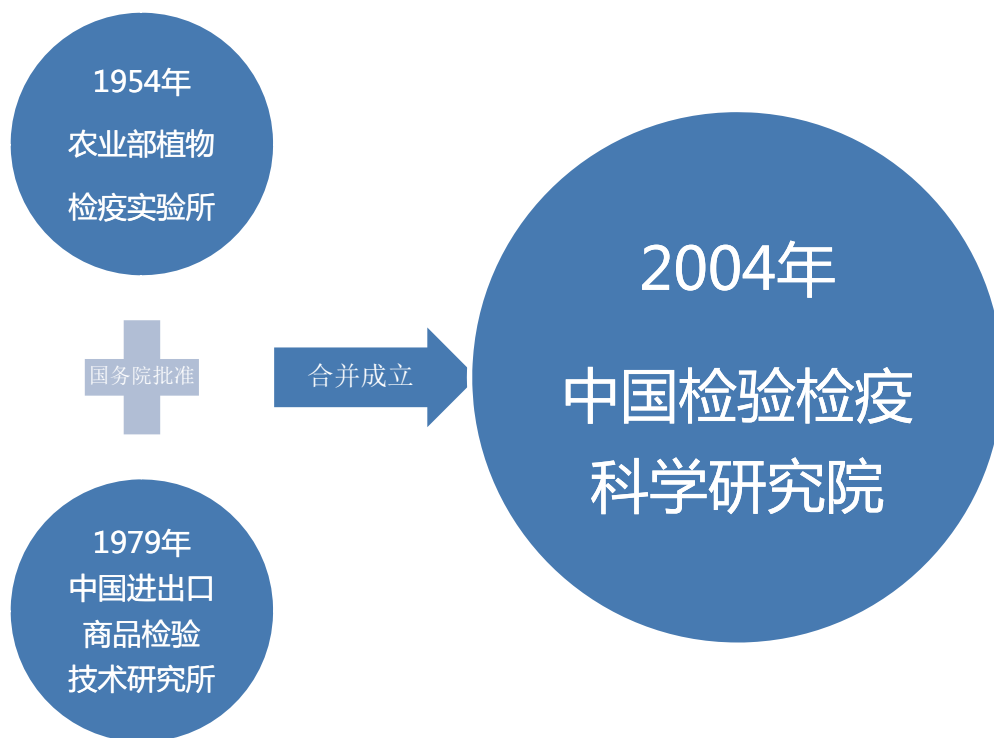 1954年
农业部植物
检疫实验所
国务院批准
1979年
中国进出口
商品检验
技术研究所
合并成立
2004年
中国检验检疫
科学研究院